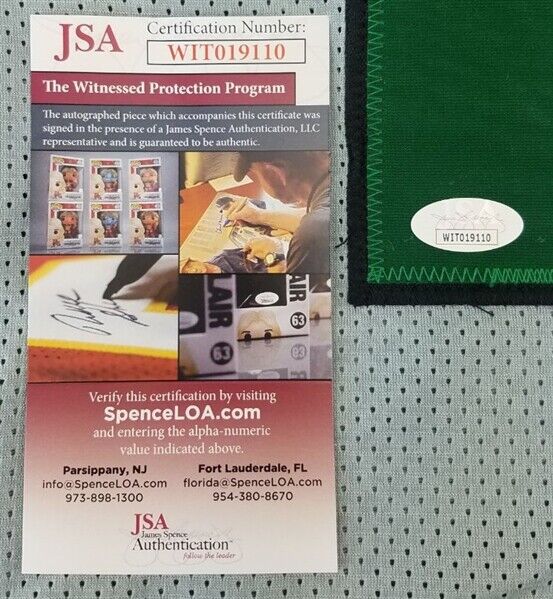 JSA
Certification Number:
WIT019110
The Witnessed Protection Program
The autographed piece which accompanies this certificate was
signed in the presence of a James Spence Authentication, LLC
representative and is guaranteed to be authentic.
LAIR
63
63
Verify this certification by visiting
SpenceLOA.com
and entering the alpha-numeric
value indicated above.
Parsippany, NJ
info@SpenceLOA.com
973-898-1300
Fort Lauderdale, FL
florida@SpenceLOA.com
954-380-8670
JSA
James Spence
Authentication
follow the leader
WIT019110